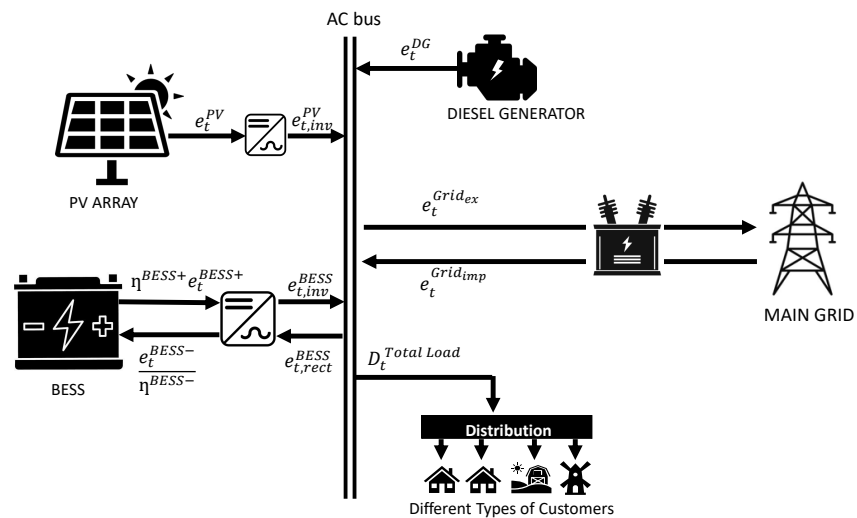 AC bus
e_t^{DG}
DIESEL GENERATOR
e_t^{PV}
e_{t,inv}^{PV}
PV ARRAY
e_t^{Grid_{ex}}
e_t^{Grid_{imp}}
MAIN GRID
η^{BESS+} e_t^{BESS+}
e_{t,inv}^{BESS}
e_t^{BESS−}
η^{BESS−}
e_{t,rect}^{BESS}
BESS
D_t^{Total Load}
Distribution
Different Types of Customers